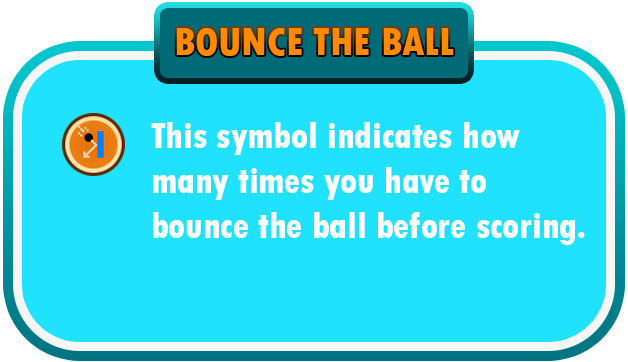 BOUNCE THE BALL
This symbol indicates how
many times you have to
bounce the ball before scoring.